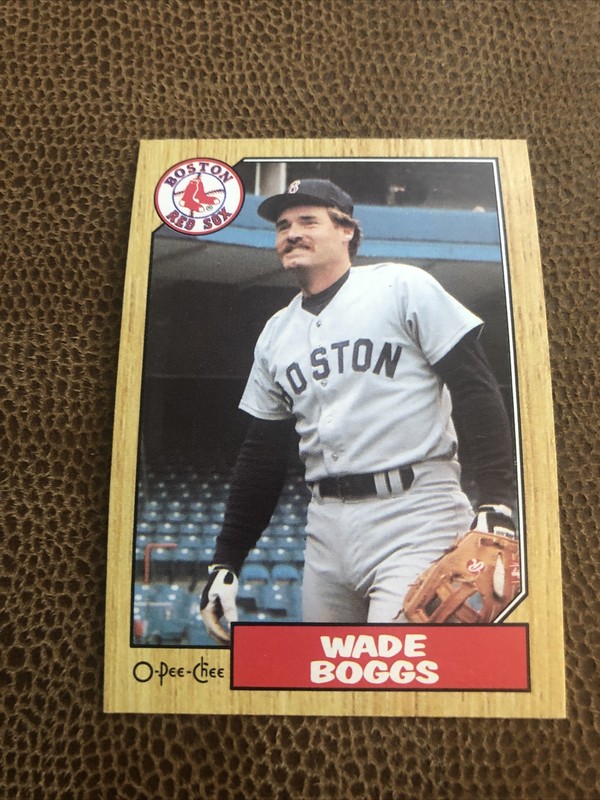 BOSTON
RED SOX
B
BOSTON
O-Pee-Chee
WADE
BOGGS